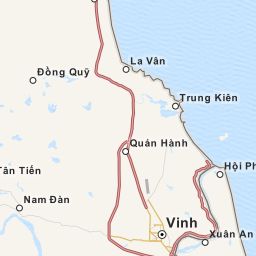 La Vân
Đồng Quỹ
Trung Kiên
Quán Hành
Tân Tiến
Hội Ph
Nam Đàn
Vinh
Xuân An